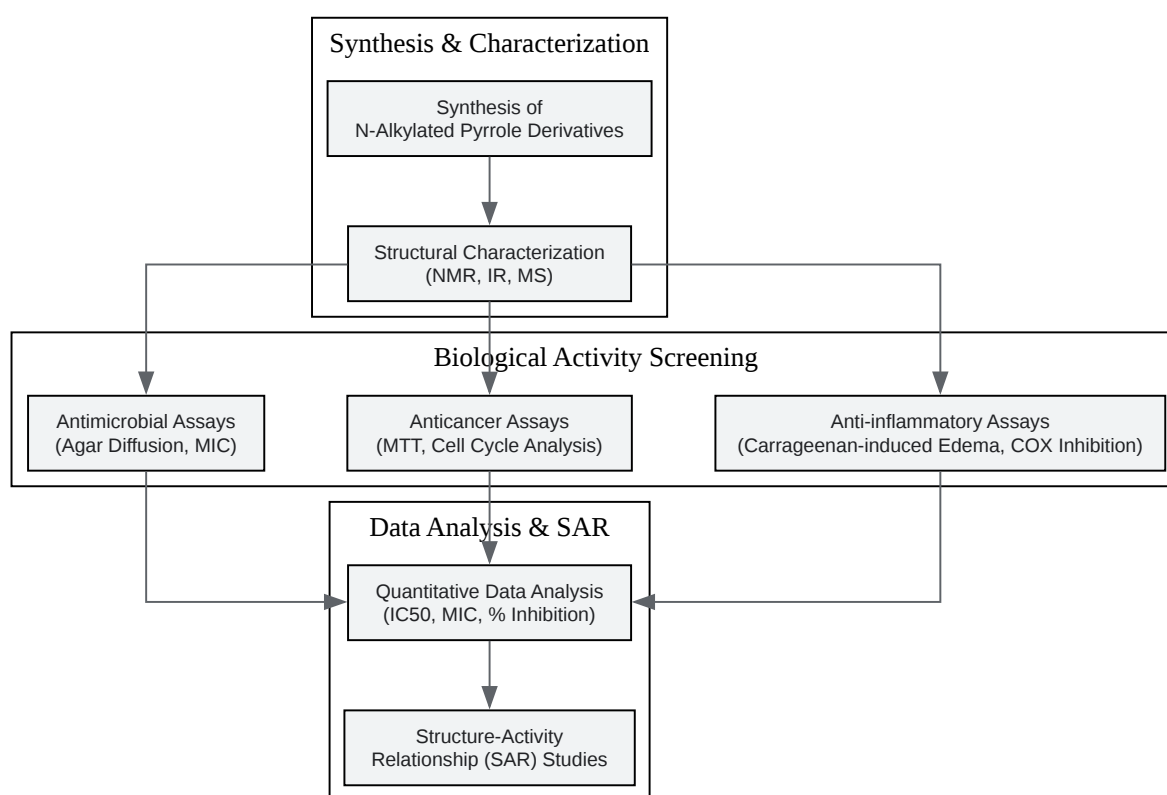 Synthesis & Characterization
Synthesis of
N-Alkylated Pyrrole Derivatives
Structural Characterization
(NMR, IR, MS)
Biological Activity Screening
Antimicrobial Assays
(Agar Diffusion, MIC)
Anticancer Assays
(MTT, Cell Cycle Analysis)
Anti-inflammatory Assays
(Carrageenan-induced Edema, COX Inhibition)
Data Analysis & SAR
Quantitative Data Analysis
(IC50, MIC, % Inhibition)
Structure-Activity
Relationship (SAR) Studies